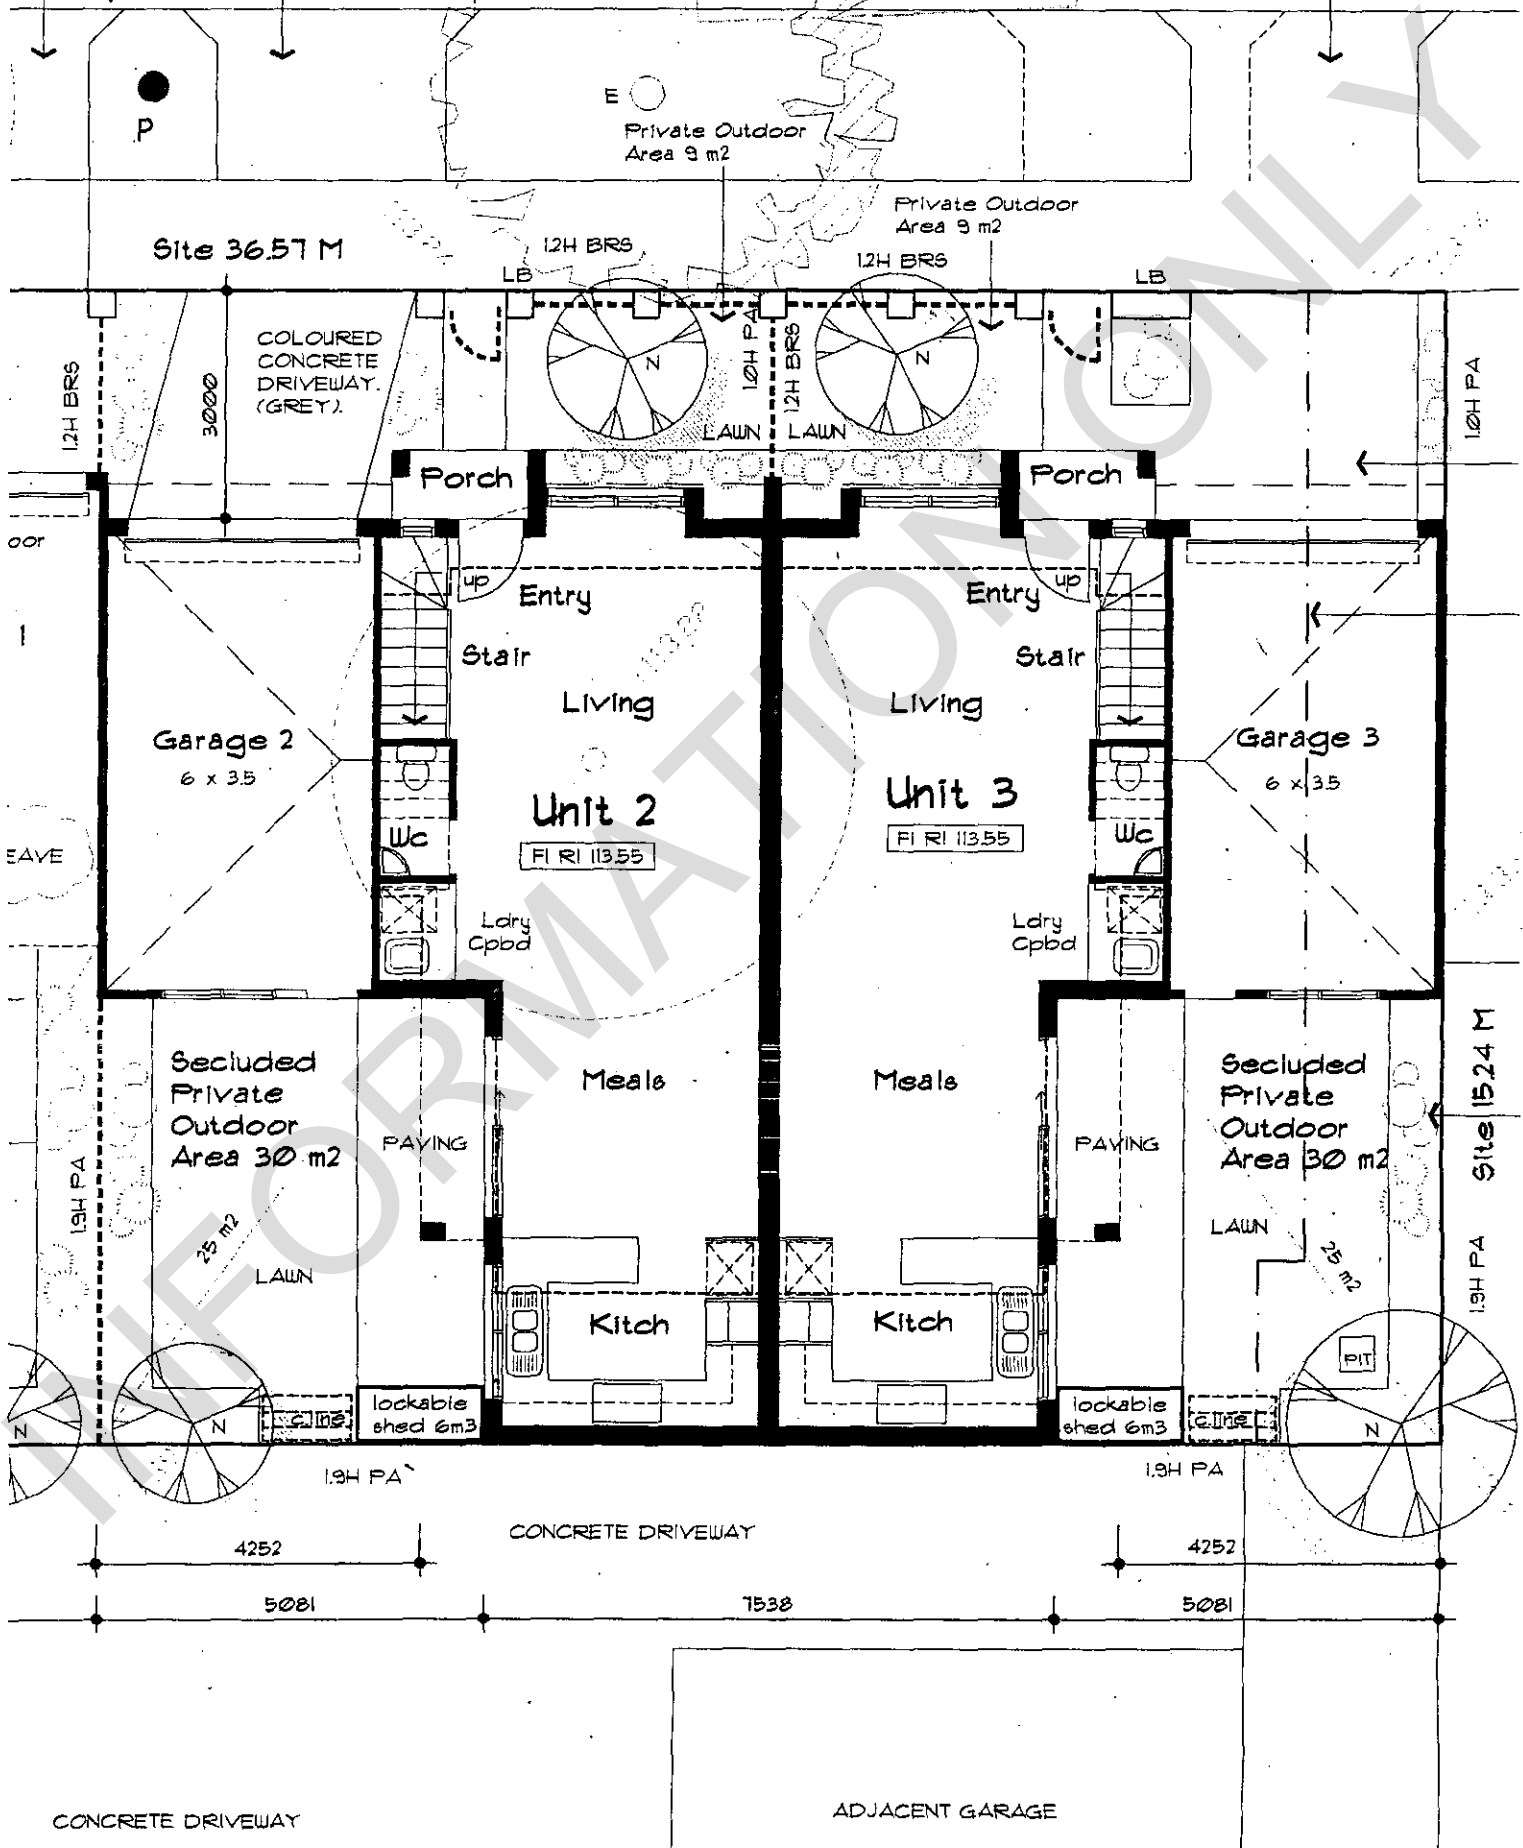 E
P
Private Outdoor
Area 9 m2
Private Outdoor
Area 9 m2
Site 36.57 M
1.2H BRS
1.2H BRS
LB
LB
COLOURED
CONCRETE
DRIVEWAY.
(GREY).
3000
1.2H BRS
N
1.0H PA
1.2H BRS
N
1.0H PA
LAWN
LAWN
Porch
Porch
oor
up
Entry
Entry
up
1
Stair
Stair
Living
Living
Garage 2
6 x 3.5
Garage 3
6 x 3.5
Unit 2
Fl Rl 113.55
Unit 3
Fl Rl 113.55
Wc
Wc
EAVE
Ldry
Cpbd
Ldry
Cpbd
Secluded
Private
Outdoor
Area 30 m2
Meals
Meals
Secluded
Private
Outdoor
Area 30 m2
Site 15.24 M
PAVING
PAVING
1.9H PA
25 m2
LAWN
LAWN
25 m2
1.9H PA
Kitch
Kitch
PIT
N
N
c.line
lockable
shed 6m3
lockable
shed 6m3
c.line
N
1.9H PA
1.9H PA
CONCRETE DRIVEWAY
4252
4252
5081
7538
5081
CONCRETE DRIVEWAY
ADJACENT GARAGE
INFORMATION ONLY